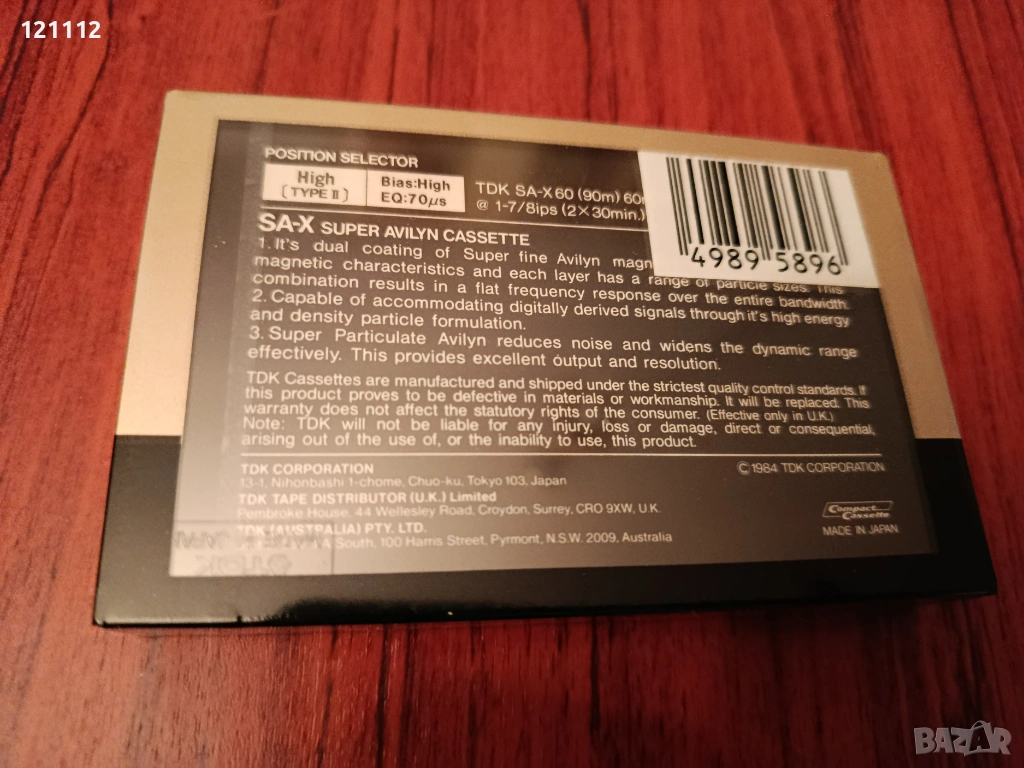 121112
POSITION SELECTOR
High
(TYPE II)
Bias:High
EQ:70µs
TDK SA-X60 (90m)
@ 1-7/8ips (2×30min.)
4989 5896
SA-X SUPER AVILYN CASSETTE
1. It's dual coating of Super fine Avilyn
magnetic characteristics and each layer has a range of particle sizes. This
combination results in a flat frequency response over the entire bandwidth.
2. Capable of accommodating digitally derived signals through it's high energy
and density particle formulation.
3. Super Particulate Avilyn reduces noise and widens the dynamic range
effectively. This provides excellent output and resolution.
TDK Cassettes are manufactured and shipped under the strictest quality control standards. If
this product proves to be defective in materials or workmanship. It will be replaced. This
warranty does not affect the statutory rights of the consumer. (Effective only in U.K.)
Note: TDK will not be liable for any injury, loss or damage, direct or consequential,
arising out of the use of, or the inability to use, this product.
TDK CORPORATION
13-1, Nihonbashi 1-chome, Chuo-ku, Tokyo 103, Japan
© 1984 TDK CORPORATION
TDK TAPE DISTRIBUTOR (U.K.) Limited
Pembroke House, 44 Wellesley Road, Croydon, Surrey, CRO 9XW, U.K.
TDK (AUSTRALIA) PTY. LTD.
South, 100 Harris Street, Pyrmont, N.S.W. 2009, Australia
Compact
Cassette
MADE IN JAPAN
BAZAR